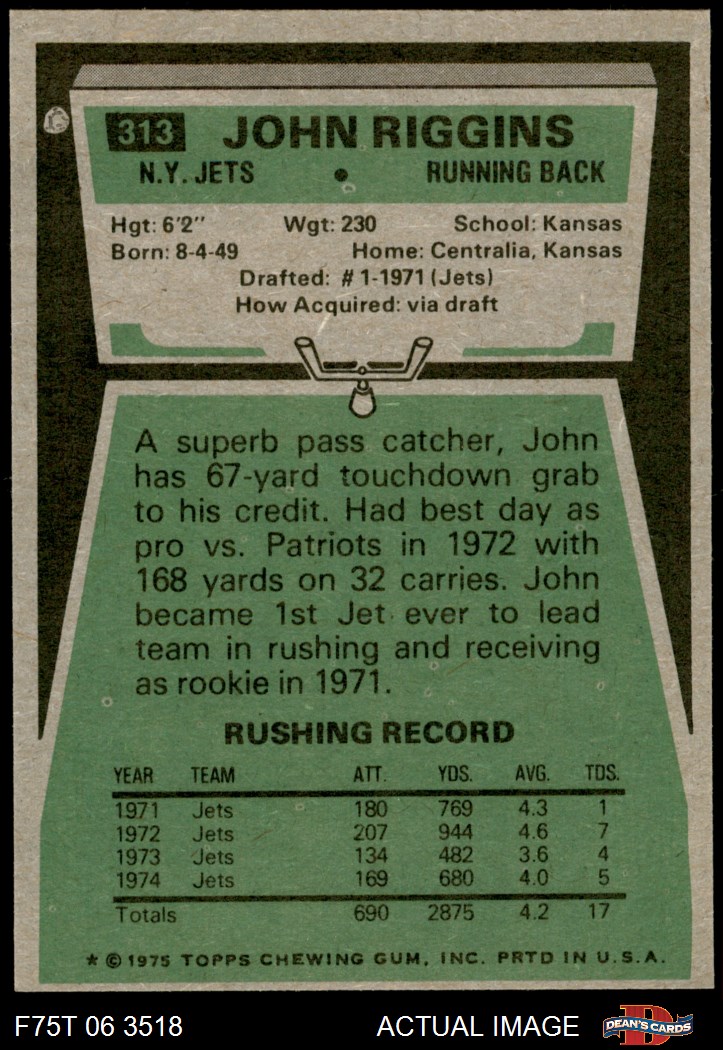 313 JOHN RIGGINS
N.Y. JETS • RUNNING BACK
Hgt: 6'2" Wgt: 230 School: Kansas
Born: 8-4-49 Home: Centralia, Kansas
Drafted: #1-1971 (Jets)
How Acquired: via draft
A superb pass catcher, John
has 67-yard touchdown grab
to his credit. Had best day as
pro vs. Patriots in 1972 with
168 yards on 32 carries. John
became 1st Jet ever to lead
team in rushing and receiving
as rookie in 1971.
RUSHING RECORD
YEAR TEAM ATT. YDS. AVG. TDS.
1971 Jets 180 769 4.3 1
1972 Jets 207 944 4.6 7
1973 Jets 134 482 3.6 4
1974 Jets 169 680 4.0 5
Totals 690 2875 4.2 17
* © 1975 TOPPS CHEWING GUM, INC. PRTD IN U.S.A.
F75T 06 3518 ACTUAL IMAGE D DEAN'S CARDS